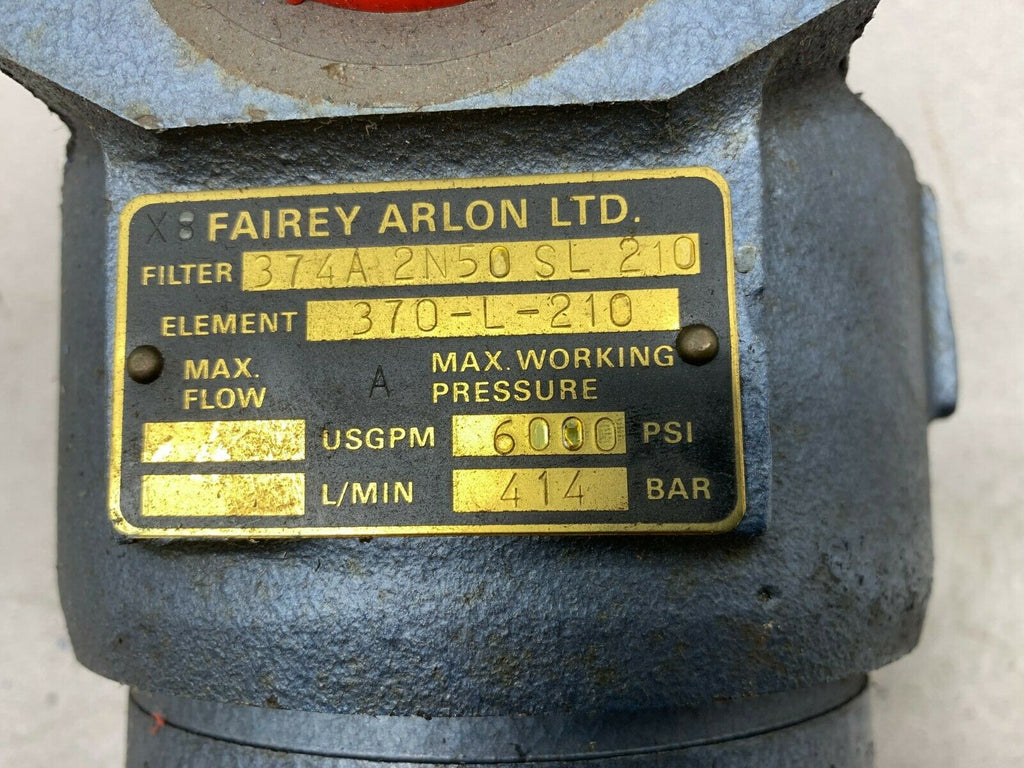 X8 FAIREY ARLON LTD.
FILTER 374A 2N50 SL 210
ELEMENT 370-L-210
MAX. FLOW A MAX. WORKING PRESSURE
USGPM 6000 PSI
L/MIN 414 BAR